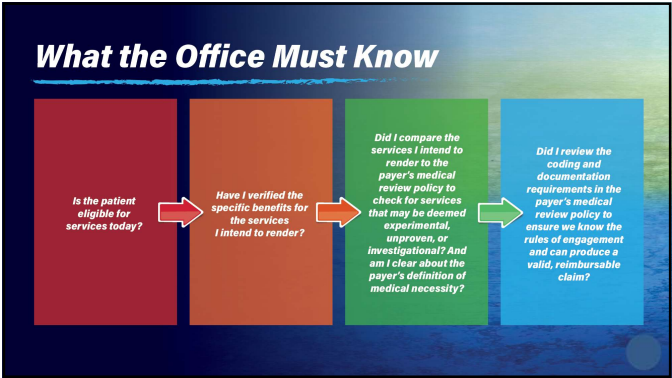 What the Office Must Know
Is the patient
eligible for
services today?
Have I verified the
specific benefits for
the services
I intend to render?
Did I compare the
services I intend to
render to the
payer's medical
review policy to
check for services
that may be deemed
experimental,
unproven, or
investigational? And
am I clear about the
payer's definition of
medical necessity?
Did I review the
coding and
documentation
requirements in the
payer's medical
review policy to
ensure we know the
rules of engagement
and can produce a
valid, reimbursable
claim?